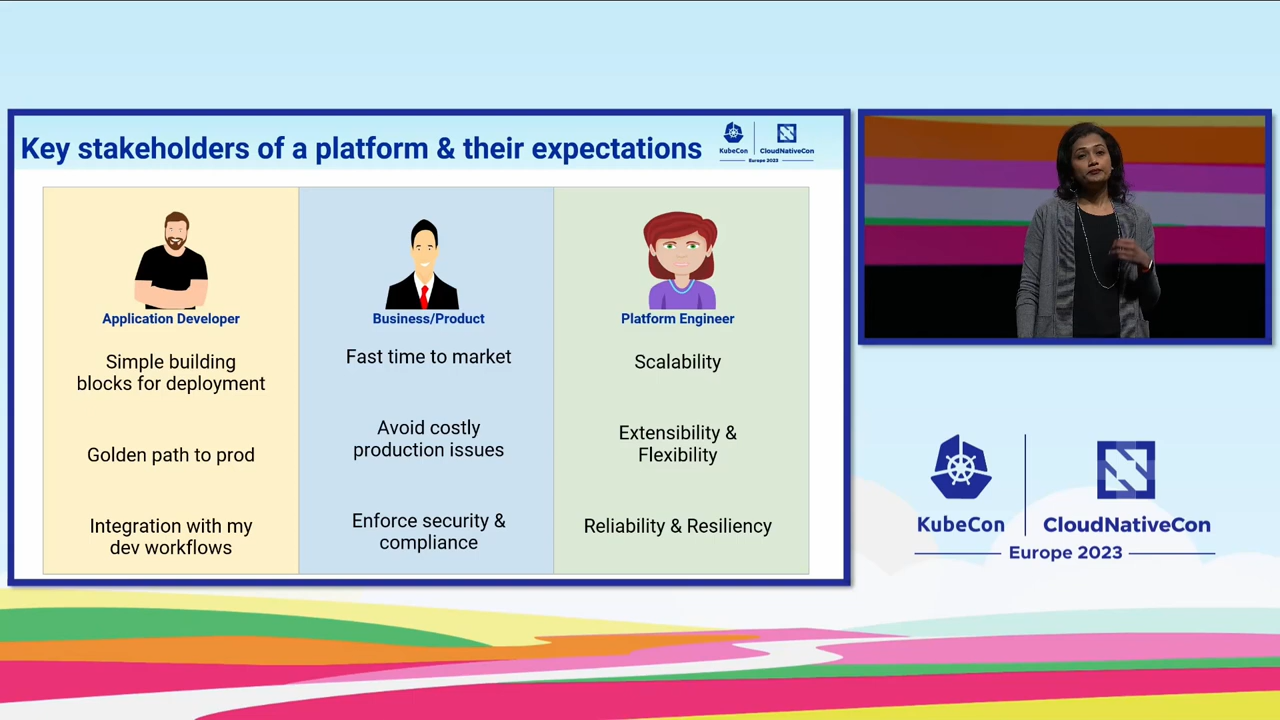 Key stakeholders of a platform & their expectations
KubeCon
CloudNativeCon
Europe 2023
Application Developer
Simple building
blocks for deployment
Golden path to prod
Integration with my
dev workflows
Business/Product
Fast time to market
Avoid costly
production issues
Enforce security &
compliance
Platform Engineer
Scalability
Extensibility &
Flexibility
Reliability & Resiliency
KubeCon
CloudNativeCon
Europe 2023